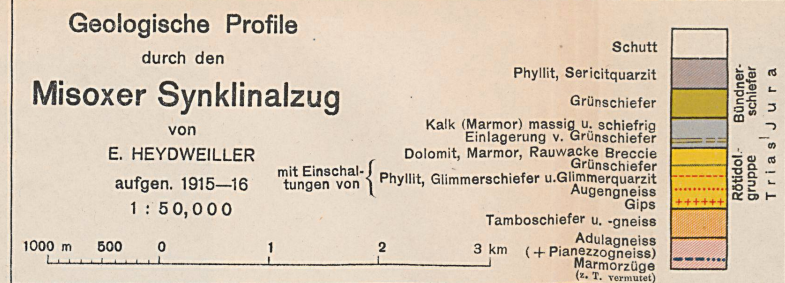 Geologische Profile
durch den
Misoxer Synklinalzug
von
E. HEYDWEILLER
aufgen. 1915—16
1 : 50,000
1000 m 500 0 1 2 3 km
Schutt
Phyllit, Sericitquarzit
Grünschiefer
Kalk (Marmor) massig u. schiefrig
Einlagerung v. Grünschiefer
Dolomit, Marmor, Rauwacke Breccie
mit Einschal-
tungen von
Grünschiefer
Phyllit, Glimmerschiefer u. Glimmerquarzit
Augengneiss
Gips
Tamboschiefer u. -gneiss
Adulagneiss
(+ Pianezzogneiss)
Marmorzüge
(z. T. vermutet)
Bündner-
schiefer
Rötidol.-
gruppe
Jura
Trias